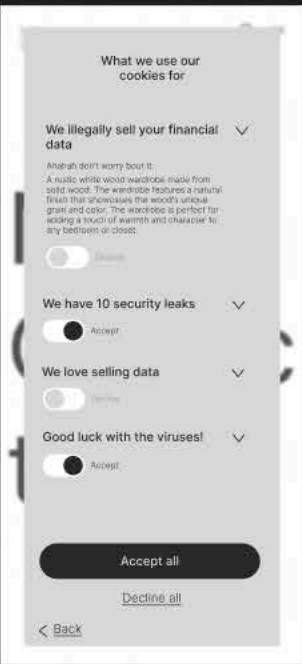 What we use our
cookies for
We illegally sell your financial
data
Ahahah don't worry bout it.
A rustic white wood wardrobe made from
solid wood. The wardrobe features a natural
finish that showcases the wood's unique
grain and color. The wardrobe is perfect for
adding a touch of warmth and character to
any bedroom or closet.
We have 10 security leaks
Accept
We love selling data
Decline
Good luck with the viruses!
Accept
Accept all
Decline all
< Back